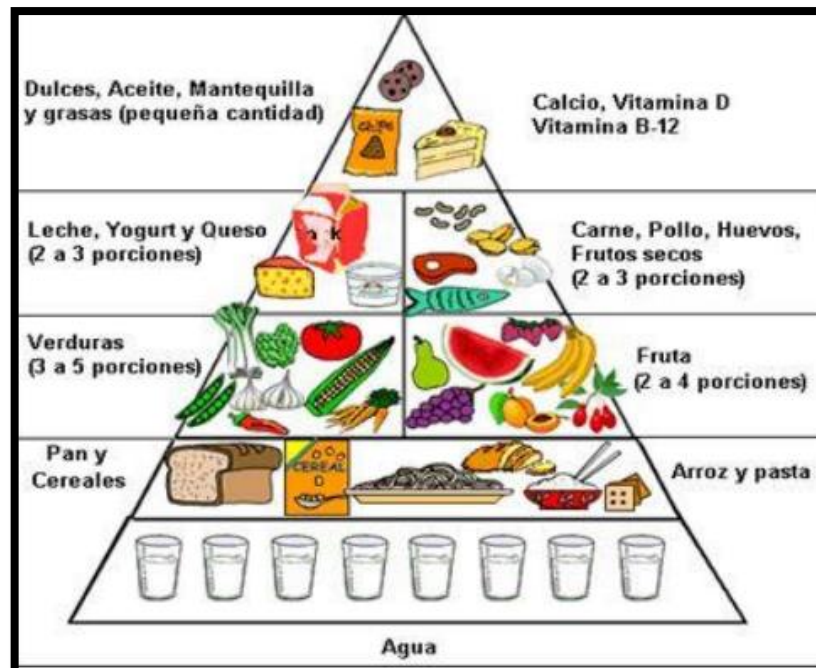 Dulces, Aceite, Mantequilla
y grasas (pequeña cantidad)
Calcio, Vitamina D
Vitamina B-12
CHIPS
Leche, Yogurt y Queso
(2 a 3 porciones)
Carne, Pollo, Huevos,
Frutos secos
(2 a 3 porciones)
Verduras
(3 a 5 porciones)
Fruta
(2 a 4 porciones)
Pan y
Cereales
CEREAL
D
Arroz y pasta
Agua